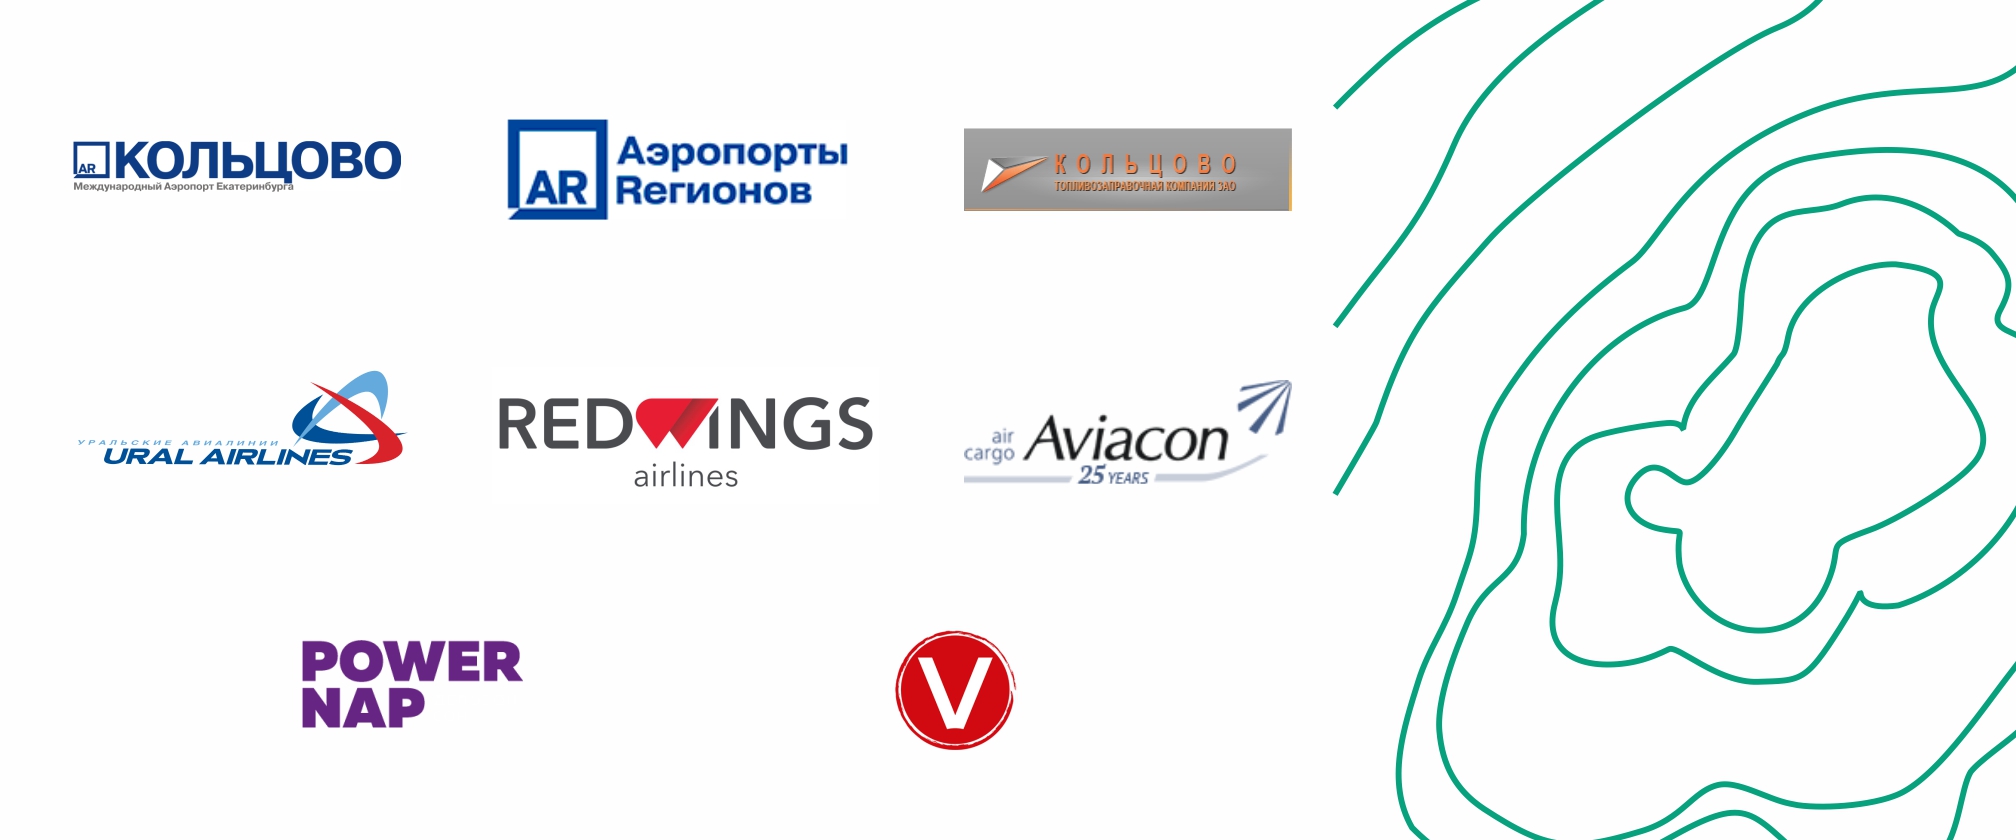 AR КОЛЬЦОВО
Международный Аэропорт Екатеринбурга
AR
Аэропорты
Rегионов
КОЛЬЦОВО
ТОПЛИВОЗАПРАВОЧНАЯ КОМПАНИЯ ЗАО
УРАЛЬСКИЕ АВИАЛИНИИ
URAL AIRLINES
REDWINGS
airlines
air cargo
Aviacon
25 YEARS
POWER
NAP
V